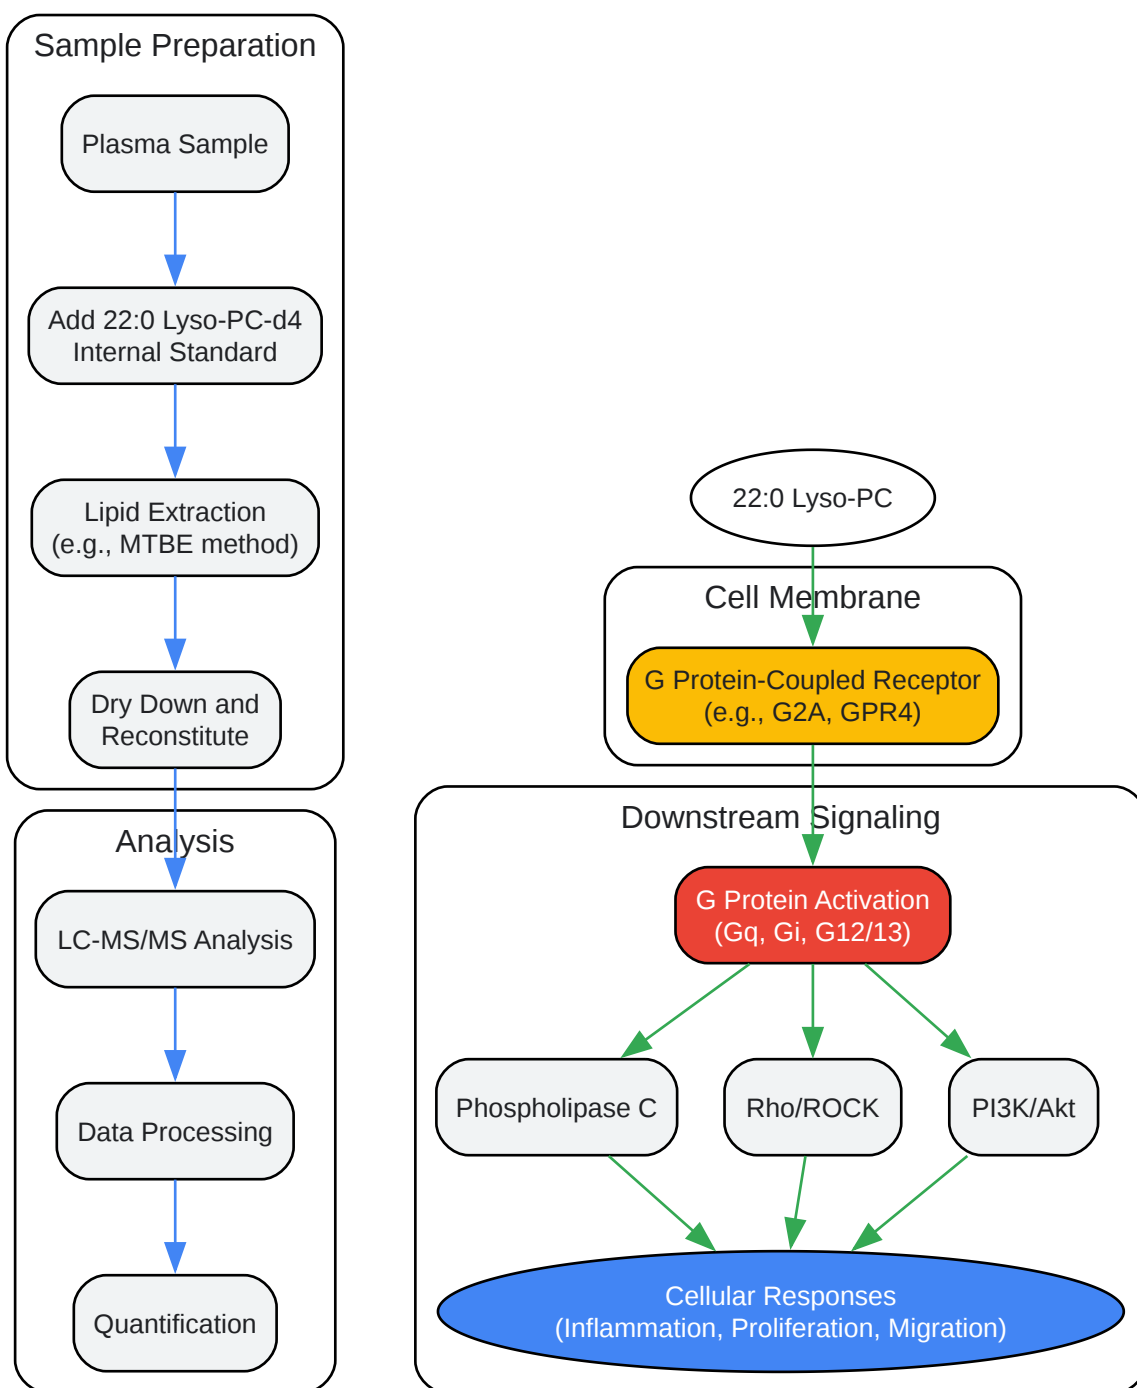 Sample Preparation
Plasma Sample
Add 22:0 Lyso-PC-d4
Internal Standard
Lipid Extraction
(e.g., MTBE method)
Dry Down and
Reconstitute
Analysis
LC-MS/MS Analysis
Data Processing
Quantification
22:0 Lyso-PC
Cell Membrane
G Protein-Coupled Receptor
(e.g., G2A, GPR4)
Downstream Signaling
G Protein Activation
(Gq, Gi, G12/13)
Phospholipase C
Rho/ROCK
PI3K/Akt
Cellular Responses
(Inflammation, Proliferation, Migration)